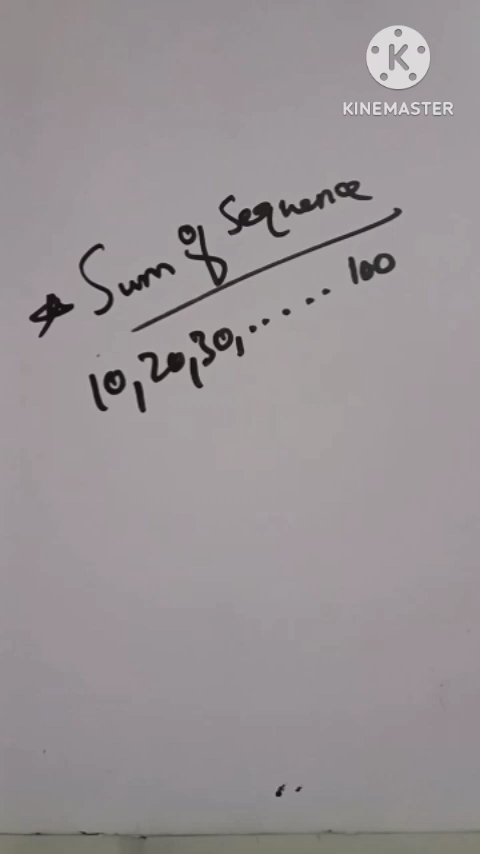 KINEMASTER
★ Sum of Sequence
10,20,30,...... 100